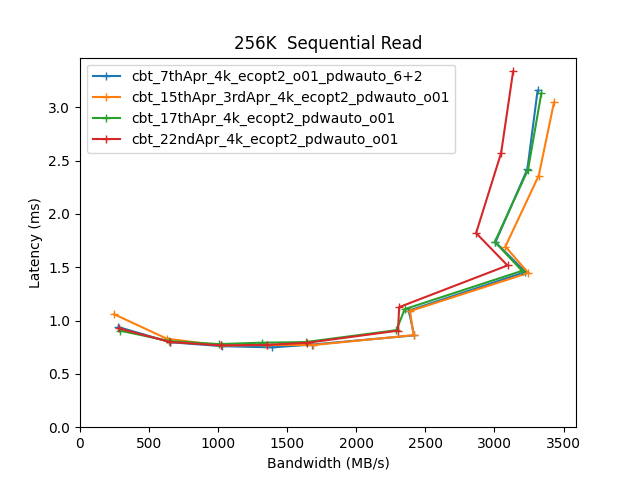 256K  Sequential Read
cbt_7thApr_4k_ecopt2_o01_pdwauto_6+2
cbt_15thApr_3rdApr_4k_ecopt2_pdwauto_o01
cbt_17thApr_4k_ecopt2_pdwauto_o01
cbt_22ndApr_4k_ecopt2_pdwauto_o01
Latency (ms)
3.0
2.5
2.0
1.5
1.0
0.5
0.0
0 500 1000 1500 2000 2500 3000 3500
Bandwidth (MB/s)